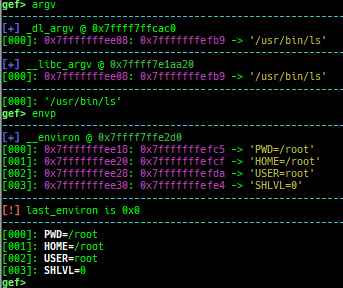 gef> argv
[+] _dl_argv @ 0x7ffff7ffcac0
[000]: 0x7fffffffee08: 0x7fffffffefb9 -> '/usr/bin/ls'
[+] __libc_argv @ 0x7ffff7e1aa20
[000]: 0x7fffffffee08: 0x7fffffffefb9 -> '/usr/bin/ls'
[000]: '/usr/bin/ls'
gef> envp
[+] __environ @ 0x7ffff7ffe2d0
[000]: 0x7fffffffee18: 0x7fffffffefc5 -> 'PWD=/root'
[001]: 0x7fffffffee20: 0x7fffffffefcf -> 'HOME=/root'
[002]: 0x7fffffffee28: 0x7fffffffefda -> 'USER=root'
[003]: 0x7fffffffee30: 0x7fffffffefe4 -> 'SHLVL=0'
[!] last_environ is 0x0
[000]: PWD=/root
[001]: HOME=/root
[002]: USER=root
[003]: SHLVL=0
gef>